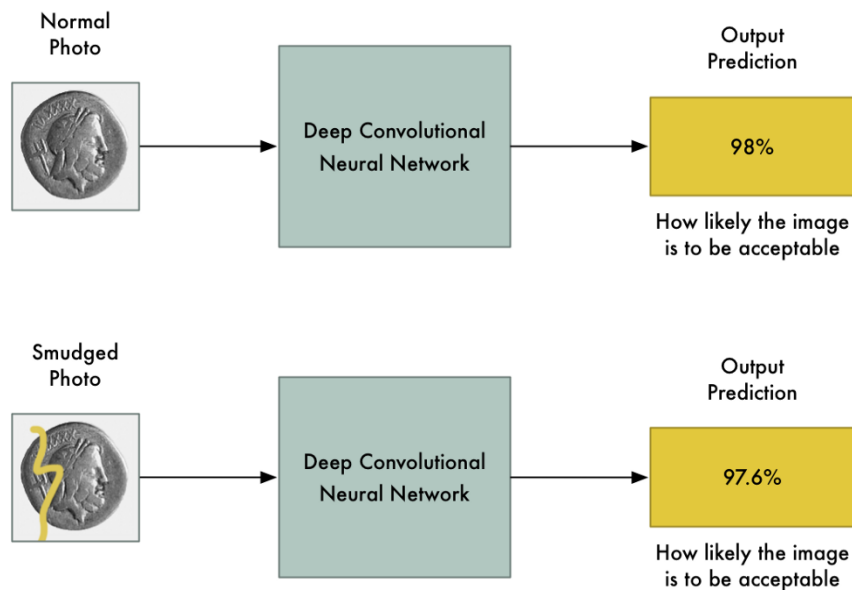 Normal
Photo
Deep Convolutional
Neural Network
Output
Prediction
98%
How likely the image
is to be acceptable
Smudged
Photo
Deep Convolutional
Neural Network
Output
Prediction
97.6%
How likely the image
is to be acceptable